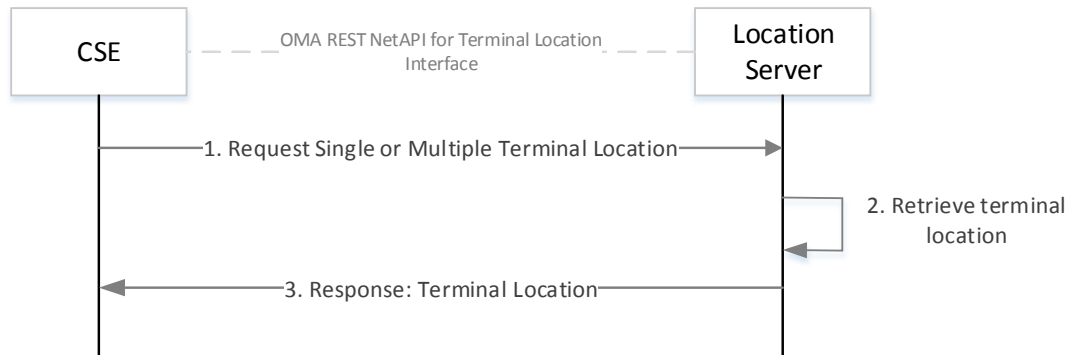 CSE
OMA REST NetAPI for Terminal Location
Interface
Location
Server
1. Request Single or Multiple Terminal Location
2. Retrieve terminal
location
3. Response: Terminal Location